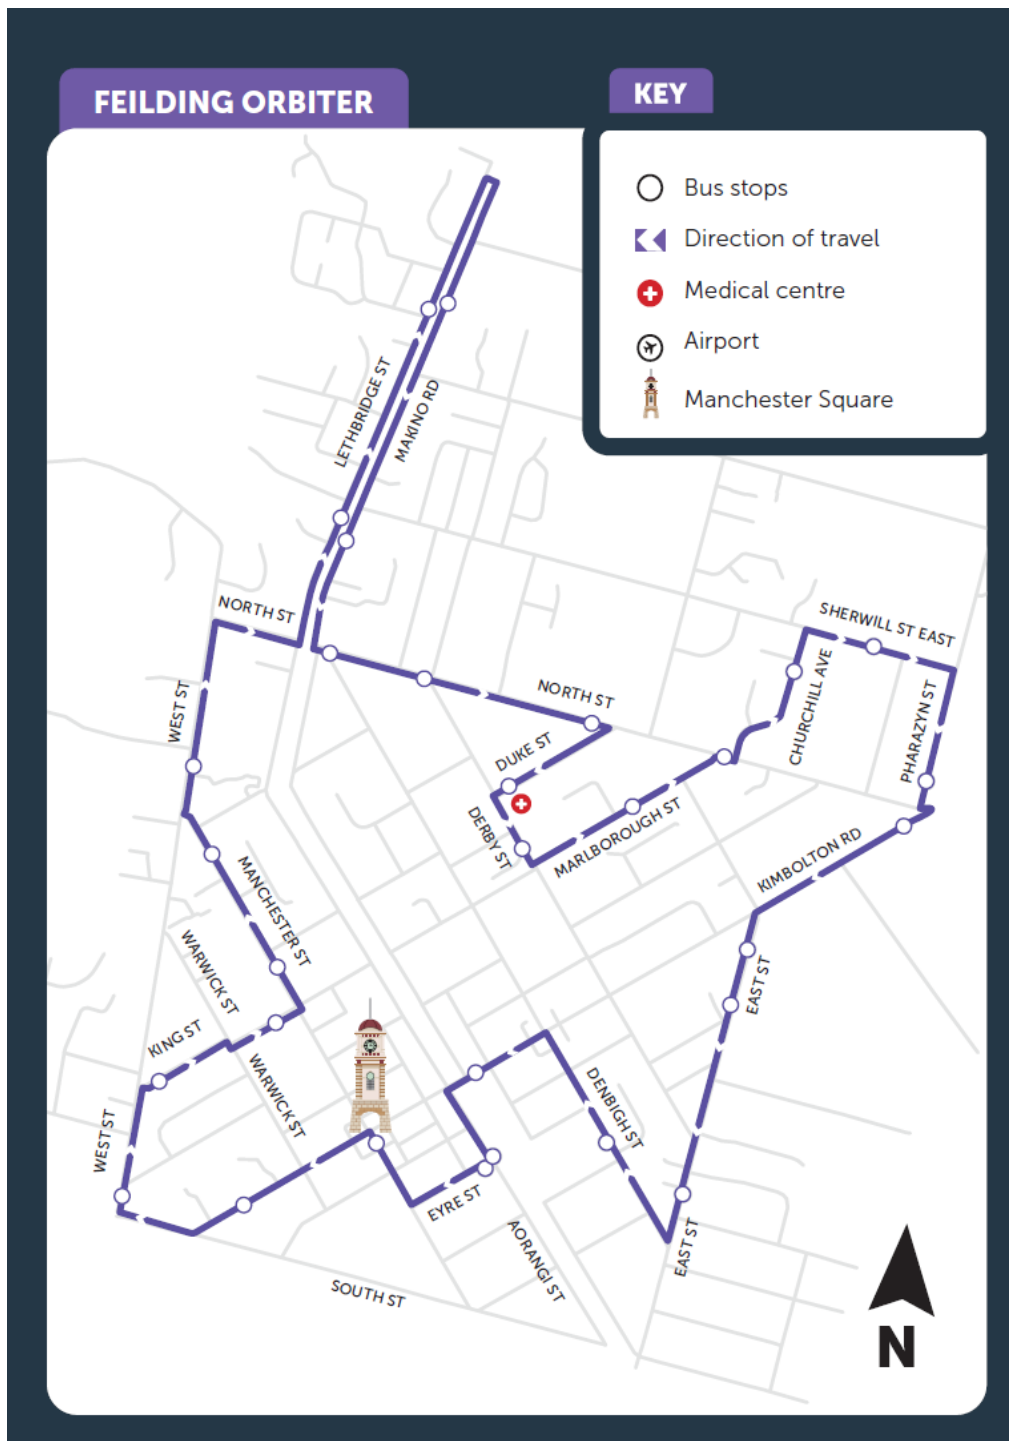 FEILDING ORBITER
KEY
Bus stops
Direction of travel
Medical centre
Airport
Manchester Square
LETHBRIDGE ST
MAKINO RD
NORTH ST
SHERWILL ST EAST
CHURCHILL AVE
PHARAZYN ST
WEST ST
NORTH ST
DUKE ST
DERBY ST
MARLBOROUGH ST
KIMBOLTON RD
MANCHESTER ST
WARWICK ST
EAST ST
KING ST
WARWICK ST
DENBIGH ST
WEST ST
EYRE ST
AORANGI ST
EAST ST
SOUTH ST
N